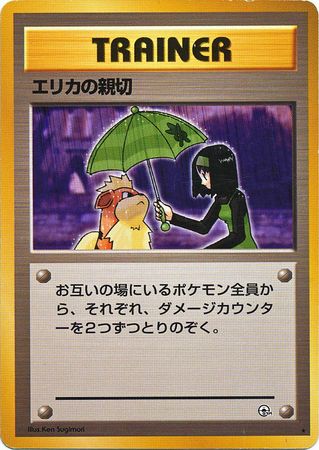 TRAINER
エリカの親切
お互いの場にいるポケモン全員
から、それぞれ、ダメージカウンタ
ーを2つずつとりのぞく。
Illus. Ken Sugimori